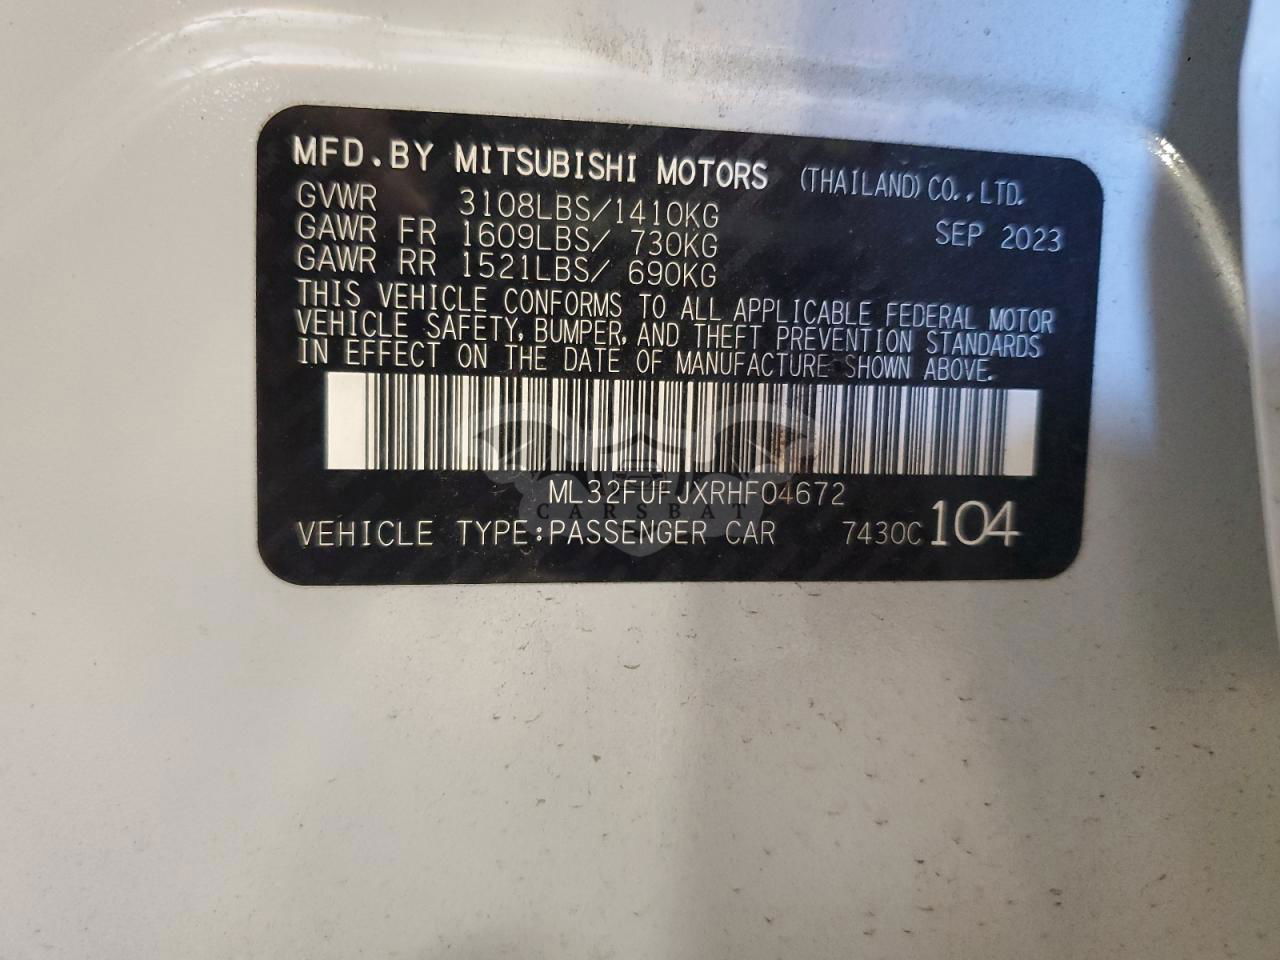 MFD.BY MITSUBISHI MOTORS (THAILAND)CO.,LTD.
GVWR 3108LBS/1410KG SEP 2023
GAWR FR 1609LBS/ 730KG
GAWR RR 1521LBS/ 690KG
THIS VEHICLE CONFORMS TO ALL APPLICABLE FEDERAL MOTOR
VEHICLE SAFETY, BUMPER, AND THEFT PREVENTION STANDARDS
IN EFFECT ON THE DATE OF MANUFACTURE SHOWN ABOVE.
ML32FUFJXRHF04672
CARSBAT
VEHICLE TYPE:PASSENGER CAR 7430C 104